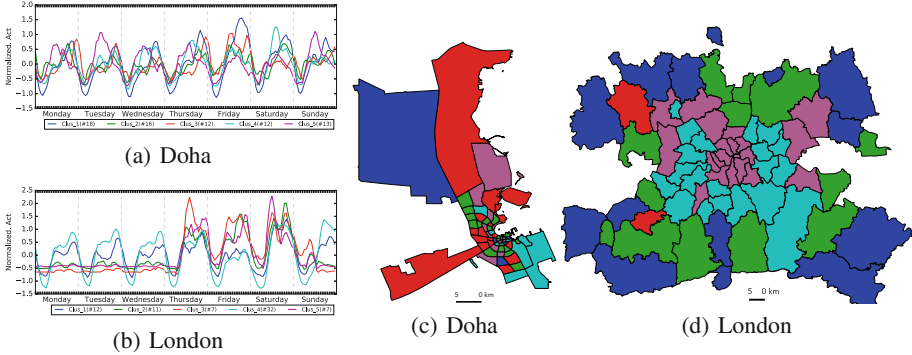 2.0
1.5
1.0
0.5
0.0
−0.5
−1.0
−1.5
Normalized. Act
Monday Tuesday Wednesday Thursday Friday Saturday Sunday
Clus_1(#18) Clus_2(#16) Clus_3(#12) Clus_4(#12) Clus_5(#13)
(a) Doha
2.5
2.0
1.5
1.0
0.5
0.0
−0.5
−1.0
−1.5
Normalized. Act
Monday Tuesday Wednesday Thursday Friday Saturday Sunday
Clus_1(#12) Clus_2(#11) Clus_3(#7) Clus_4(#32) Clus_5(#7)
(b) London
5 0 km
(c) Doha
5 0 km
(d) London